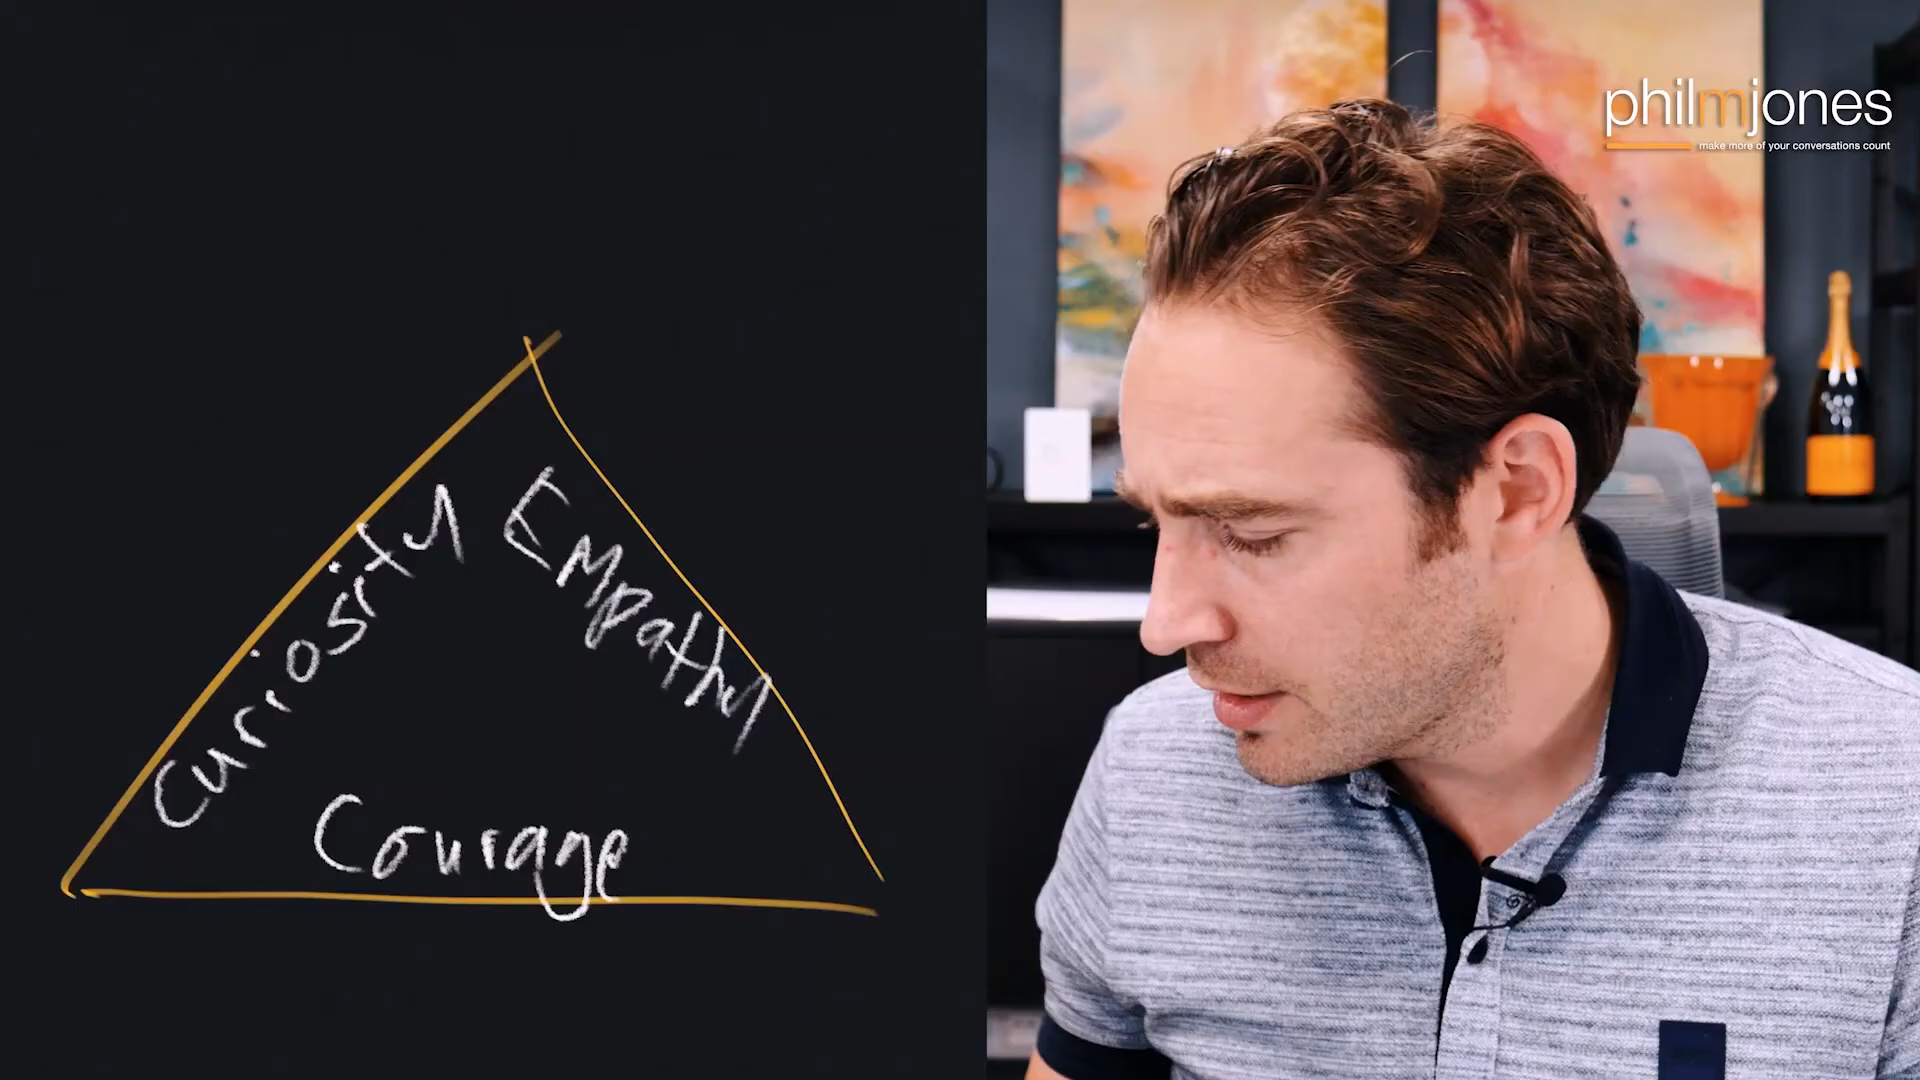 philmjones
make more of your conversations count
Curiosity
Empathy
Courage